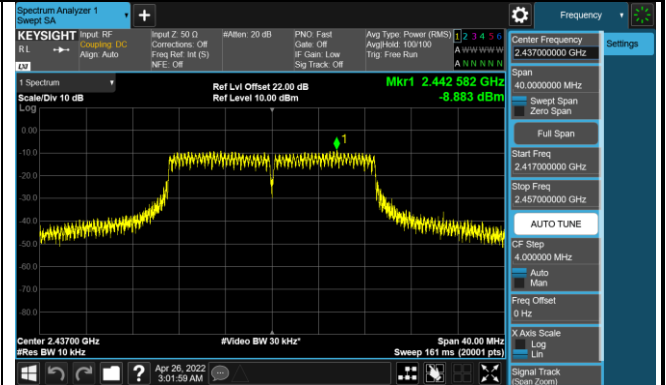 Spectrum Analyzer 1
Swept SA
Frequency
KEYSIGHT
RL
LXI
Input: RF
Coupling: DC
Align: Auto
Input Z: 50 Ω
Corrections: Off
Freq Ref: Int (S)
NFE: Off
#Atten: 20 dB
PNO: Fast
Gate: Off
IF Gain: Low
Sig Track: Off
Avg Type: Power (RMS)
Avg|Hold: 100/100
Trig: Free Run
1 2 3 4 5 6
A W W W W W
A N N N N N
1 Spectrum
Scale/Div 10 dB
Ref Lvl Offset 22.00 dB
Ref Level 10.00 dBm
Mkr1 2.442 582 GHz
-8.883 dBm
Log
0.00
-10.0
-20.0
-30.0
-40.0
-50.0
-60.0
-70.0
-80.0
1
Center 2.43700 GHz
#Res BW 10 kHz
#Video BW 30 kHz*
Span 40.00 MHz
Sweep 161 ms (20001 pts)
Apr 26, 2022
3:01:59 AM
Center Frequency
2.437000000 GHz
Settings
Span
40.0000000 MHz
Swept Span
Zero Span
Full Span
Start Freq
2.417000000 GHz
Stop Freq
2.457000000 GHz
AUTO TUNE
CF Step
4.000000 MHz
Auto
Man
Freq Offset
0 Hz
X Axis Scale
Log
Lin
Signal Track
(Span Zoom)